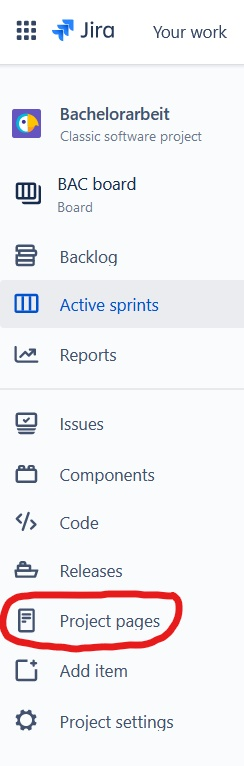 Jira Your work
Bachelorarbeit
Classic software project
BAC board
Board
Backlog
Active sprints
Reports
Issues
Components
Code
Releases
Project pages
Add item
Project settings